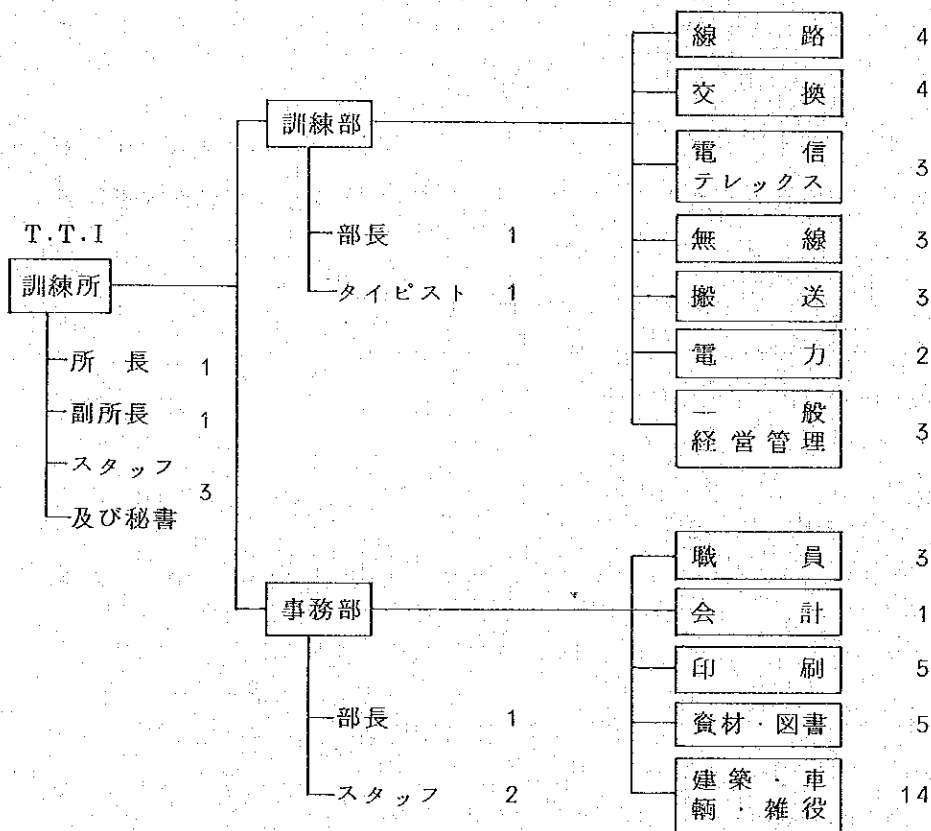 線路 4
交換 4
訓練部
電信
テレックス 3
部長 1
無線 3
タイピスト 1
搬送 3
T.T.I
訓練所
電力 2
所長 1
副所長 1
一般
経営管理 3
スタッフ
及び秘書 3
職員 3
事務部
会計 1
印刷 5
部長 1
資材・図書 5
スタッフ 2
建築・車
輌・雑役 14